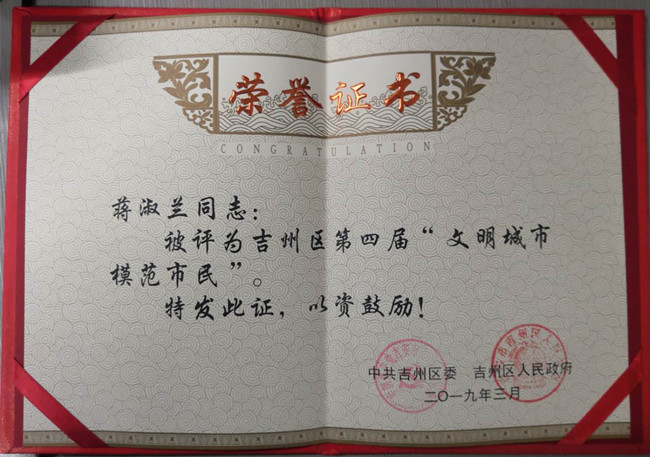 荣誉证书
CONGRATULATION
蒋淑兰同志：
被评为吉州区第四届“文明城市
模范市民”。
特发此证，以资鼓励！
中共吉州区委 吉州区人民政府
二〇一九年三月